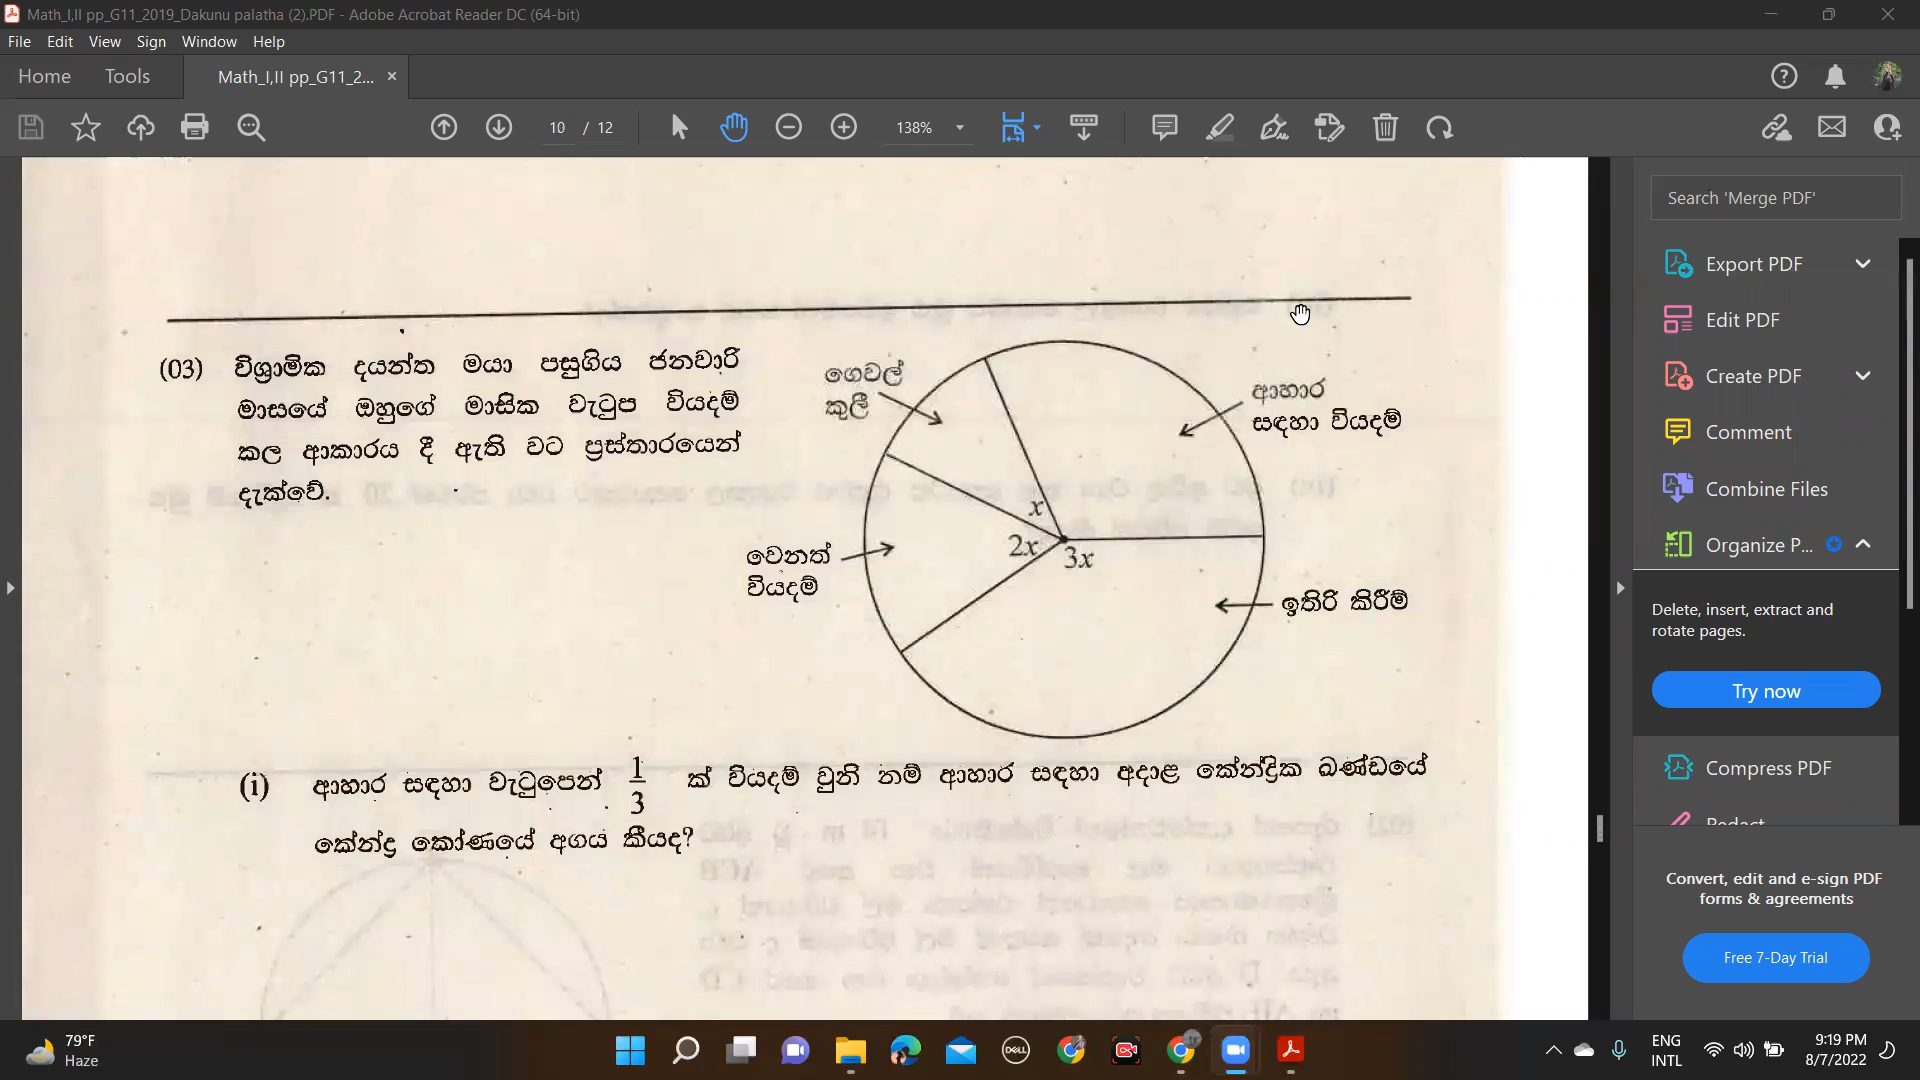 Math_I,II pp_G11_2019_Dakunu palatha (2).PDF - Adobe Acrobat Reader DC (64-bit)
File Edit View Sign Window Help
Home Tools Math_I,II pp_G11_2... ×
10 / 12 138%
Search 'Merge PDF'
Export PDF
Edit PDF
Create PDF
Comment
Combine Files
Organize P...
Delete, insert, extract and
rotate pages.
Try now
Compress PDF
Redact
Convert, edit and e-sign PDF
forms & agreements
Free 7-Day Trial
(03) විශ්‍රාමික දයන්ත මයා පසුගිය ජනවාරි
මාසයේ ඔහුගේ මාසික වැටුප වියදම්
කල ආකාරය දී ඇති වට ප්‍රස්තාරයෙන්
දැක්වේ.
ගෙවල්
කුලී
ආහාර
සඳහා වියදම්
x
2x
3x
වෙනත්
වියදම්
ඉතිරි කිරීම්
(i) ආහාර සඳහා වැටුපෙන් 1/3 ක් වියදම් වුනි නම් ආහාර සඳහා අදාළ කේන්ද්‍රික ඛණ්ඩයේ
කේන්ද්‍ර කෝණයේ අගය කීයද?
79°F
Haze
DELL
ENG
INTL
9:19 PM
8/7/2022